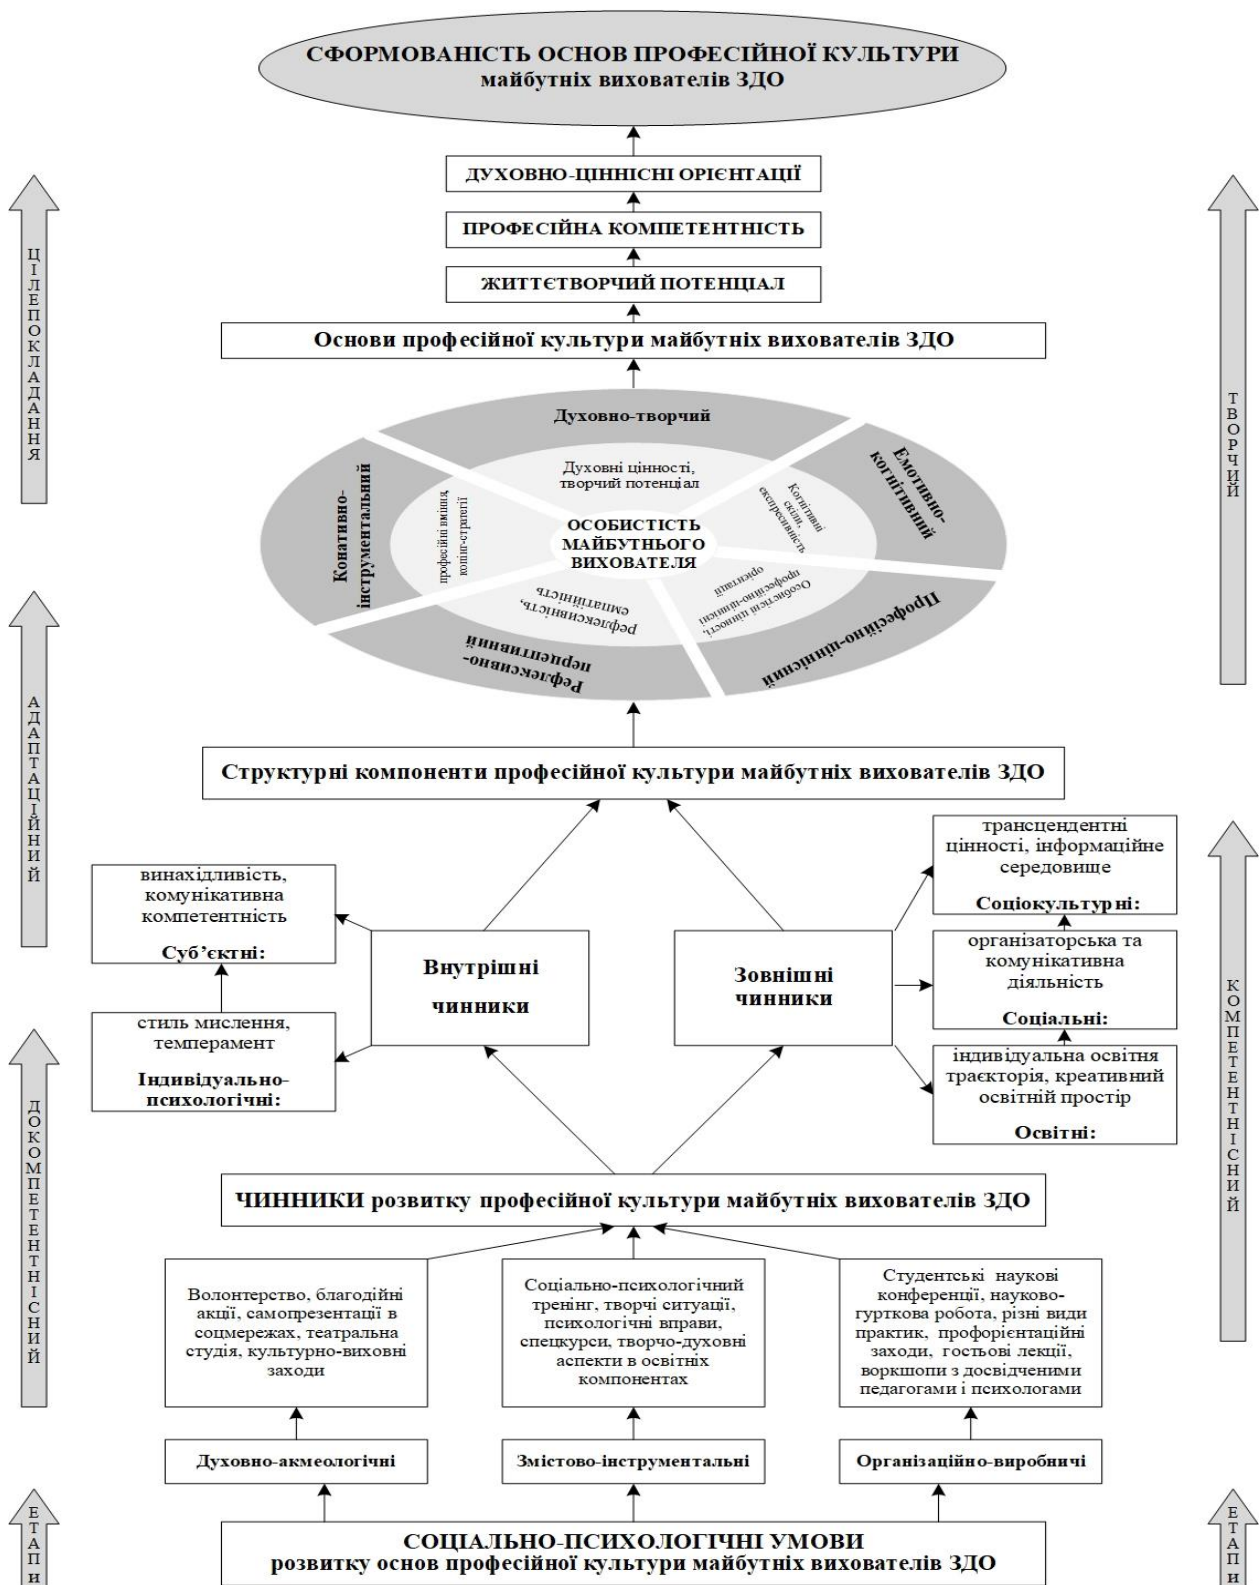 СФОРМОВАНІСТЬ ОСНОВ ПРОФЕСІЙНОЇ КУЛЬТУРИ
майбутніх вихователів ЗДО
ДУХОВНО-ЦІННІСНІ ОРІЄНТАЦІЇ
ПРОФЕСІЙНА КОМПЕТЕНТНІСТЬ
ЖИТТЄТВОРЧИЙ ПОТЕНЦІАЛ
Основи професійної культури майбутніх вихователів ЗДО
ЦІЛЕПОКЛАДАННЯ
ТВОРЧИЙ
Духовно-творчий
Духовні цінності,
творчий потенціал
Емотивно-
когнітивний
Когнітивні
скіли,
експресивність
Конативно-
інструментальний
професійні вміння,
копінг-стратегії
ОСОБИСТІСТЬ
МАЙБУТНЬОГО
ВИХОВАТЕЛЯ
Особистісні цінність,
професійно-ціннісні
орієнтації
Професійно-ціннісний
Рефлексивність,
емпатійність
Рефлексивно-
перцептивний
Структурні компоненти професійної культури майбутніх вихователів ЗДО
АДАПТАЦІЙНИЙ
винахідливість,
комунікативна
компетентність
Суб’єктні:
стиль мислення,
темперамент
Індивідуально-
психологічні:
Внутрішні
чинники
Зовнішні
чинники
трансцендентні
цінності, інформаційне
середовище
Соціокультурні:
організаторська та
комунікативна
діяльність
Соціальні:
індивідуальна освітня
траєкторія, креативний
освітній простір
Освітні:
КОМПЕТЕНТНІСНИЙ
ДОКОМПЕТЕНТНІСНИЙ
ЧИННИКИ розвитку професійної культури майбутніх вихователів ЗДО
Волонтерство, благодійні
акції, самопрезентації в
соцмережах, театральна
студія, культурно-виховні
заходи
Соціально-психологічний
тренінг, творчі ситуації,
психологічні вправи,
спецкурси, творчо-духовні
аспекти в освітніх
компонентах
Студентські наукові
конференції, науково-
гурткова робота, різні види
практик, профорієнтаційні
заходи, гостьові лекції,
воркшопи з досвідченими
педагогами і психологами
Духовно-акмеологічні
Змістово-інструментальні
Організаційно-виробничі
ЕТАПИ
СОЦІАЛЬНО-ПСИХОЛОГІЧНІ УМОВИ
розвитку основ професійної культури майбутніх вихователів ЗДО
ЕТАПИ